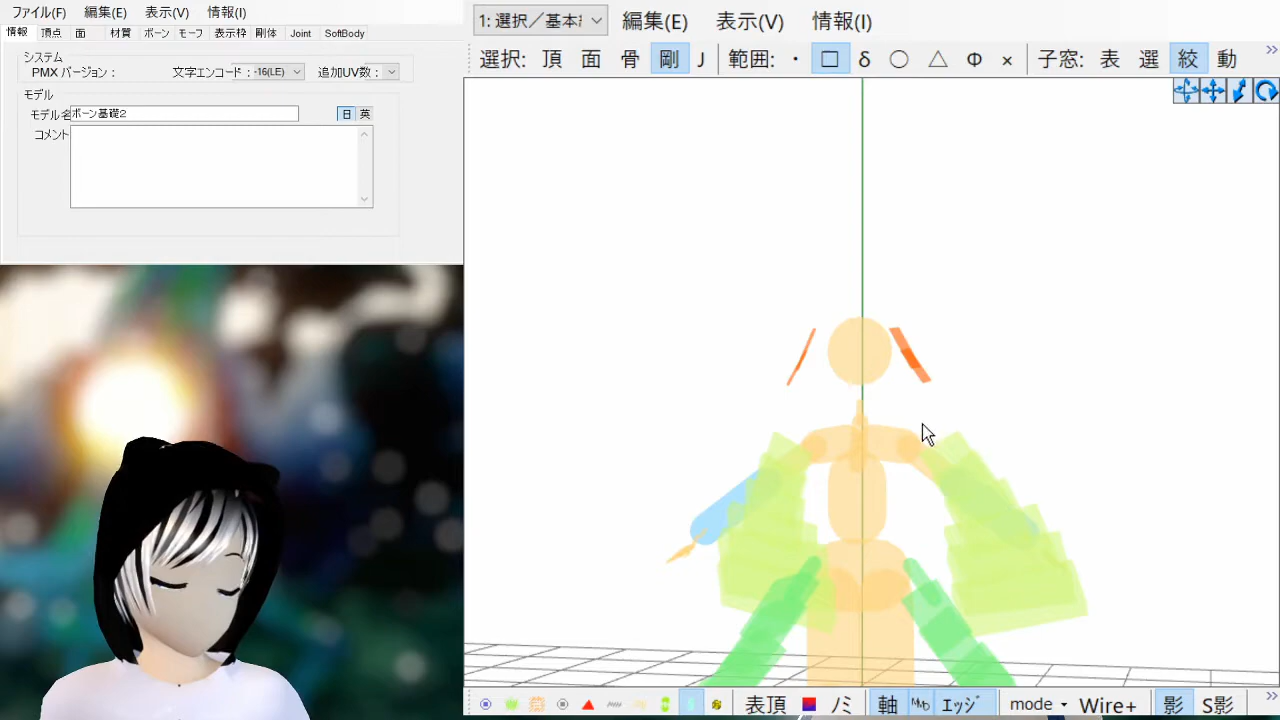 ファイル(F) 編集(E) 表示(V) 情報(I)
情報 頂点 面 材質 ボーン モーフ 表示枠 剛体 Joint SoftBody
システム
PMX バージョン : 文字エンコード : -16(LE) 追加UV数 :
モデル
モデル名 ボーン基礎2 日 英
コメント
1: 選択／基本 編集(E) 表示(V) 情報(I)
選択: 頂 面 骨 剛 J 範囲: ・ □ δ ○ △ Φ × 子窓: 表 選 絞 動 »
表頂 ノミ 軸 エッジ mode Wire+ 影 S影 »